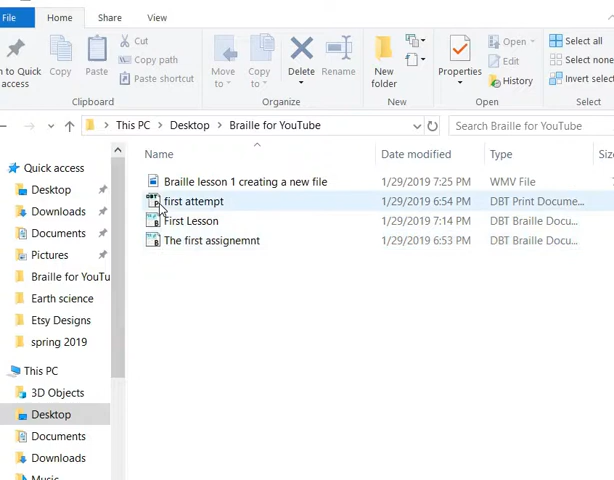 File Home Share View
Cut
Copy path
Paste shortcut
to Quick access
Copy Paste
Clipboard
Move to Copy to Delete Rename
Organize
New folder
New
Properties
Open
Edit
History
Open
Select all
Select none
Invert select
Select
This PC Desktop Braille for YouTube
Search Braille for YouTube
Name Date modified Type Size
Braille lesson 1 creating a new file 1/29/2019 7:25 PM WMV File
first attempt 1/29/2019 6:54 PM DBT Print Docume...
First Lesson 1/29/2019 7:14 PM DBT Braille Docu...
The first assignemnt 1/29/2019 6:53 PM DBT Braille Docu...
Quick access
Desktop
Downloads
Documents
Pictures
Braille for YouTu
Earth science
Etsy Designs
spring 2019
This PC
3D Objects
Desktop
Documents
Downloads
Music